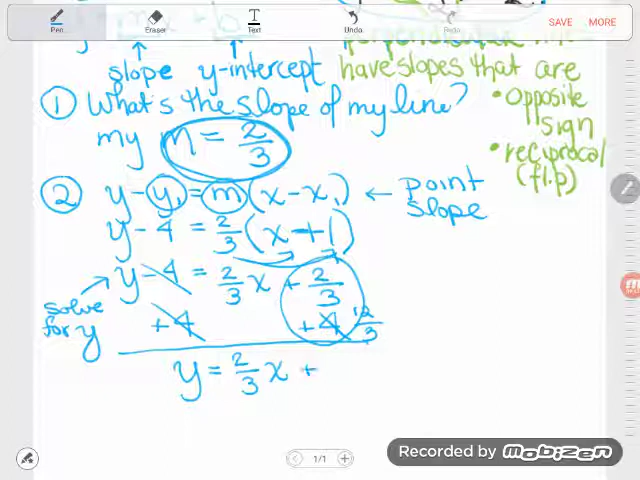 Pen
Eraser
Text
Undo
Redo
SAVE
MORE
slope y-intercept
have slopes that are
• opposite
sign
• reciprocal
(flip)
① What's the slope of my line?
my m = 2/3
② y - y₁ = m(x - x₁) ← point
slope
y - 4 = 2/3 (x + 1)
y - 4 = 2/3 x + 2/3
solve
for y
+ 4 + 4 12/3
y = 2/3 x +
1/1
Recorded by mobizen